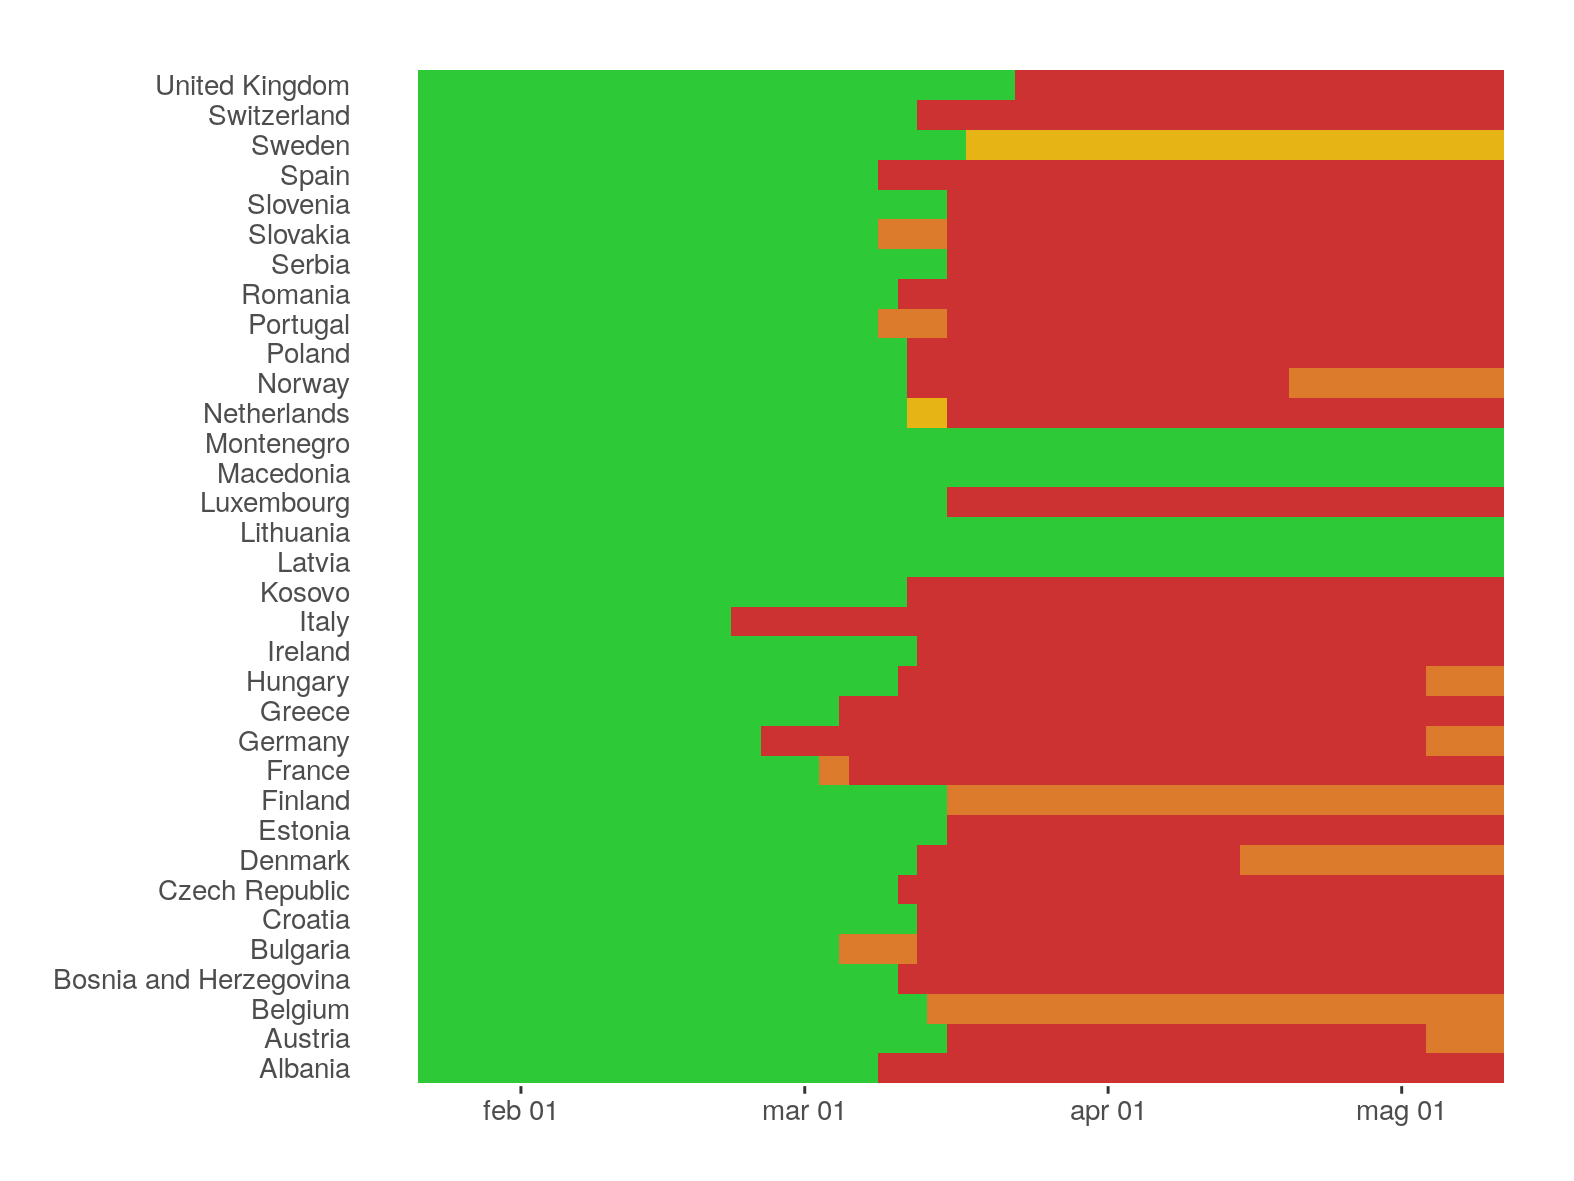 United Kingdom
Switzerland
Sweden
Spain
Slovenia
Slovakia
Serbia
Romania
Portugal
Poland
Norway
Netherlands
Montenegro
Macedonia
Luxembourg
Lithuania
Latvia
Kosovo
Italy
Ireland
Hungary
Greece
Germany
France
Finland
Estonia
Denmark
Czech Republic
Croatia
Bulgaria
Bosnia and Herzegovina
Belgium
Austria
Albania
feb 01 mar 01 apr 01 mag 01